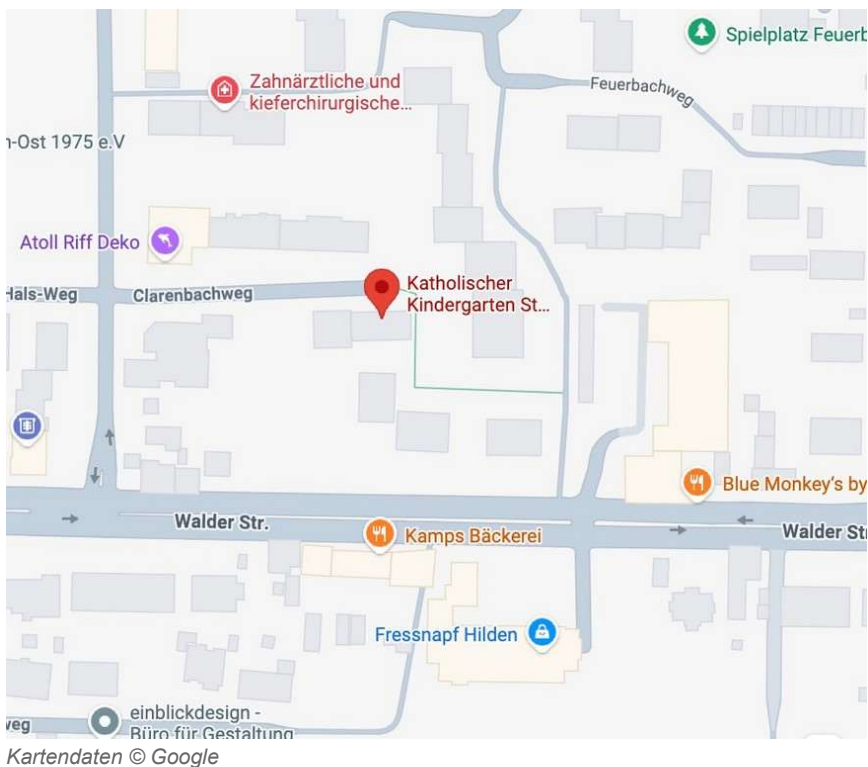 Spielplatz Feuerb
Zahnärztliche und
kieferchirurgische...
Feuerbachweg
n-Ost 1975 e.V
Atoll Riff Deko
Hals-Weg
Clarenbachweg
Katholischer
Kindergarten St...
Blue Monkey's by
Walder Str.
Walder Str
Kamps Bäckerei
Fressnapf Hilden
einblickdesign -
Büro für Gestaltung
weg
Kartendaten © Google